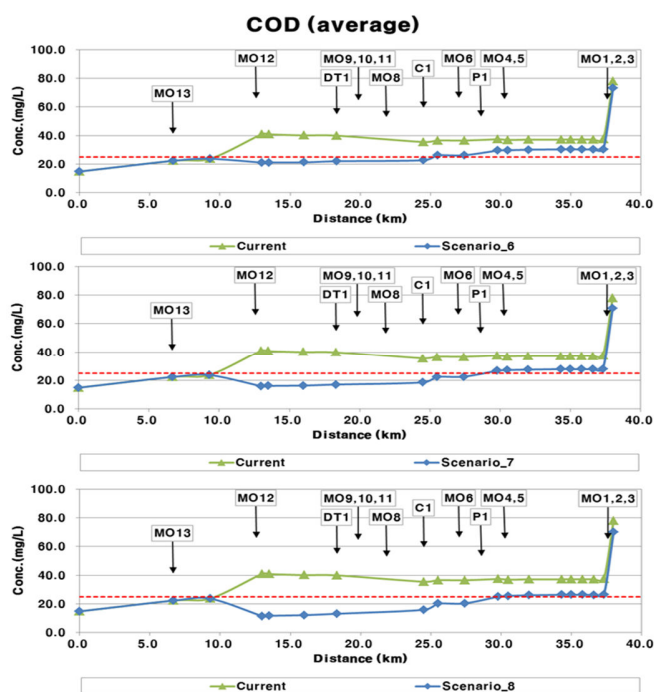 COD (average)
100.0
80.0
60.0
40.0
20.0
0.0
Conc.(mg/L)
MO13
MO12
MO9,10,11
DT1
MO8
C1
MO6
P1
MO4,5
MO1,2,3
0.0 5.0 10.0 15.0 20.0 25.0 30.0 35.0 40.0
Distance (km)
Current Scenario_6
100.0
80.0
60.0
40.0
20.0
0.0
Conc.(mg/L)
MO13
MO12
MO9,10,11
DT1
MO8
C1
MO6
P1
MO4,5
MO1,2,3
0.0 5.0 10.0 15.0 20.0 25.0 30.0 35.0 40.0
Distance (km)
Current Scenario_7
100.0
80.0
60.0
40.0
20.0
0.0
Conc.(mg/L)
MO13
MO12
MO9,10,11
DT1
MO8
C1
MO6
P1
MO4,5
MO1,2,3
0.0 5.0 10.0 15.0 20.0 25.0 30.0 35.0 40.0
Distance (km)
Current Scenario_8